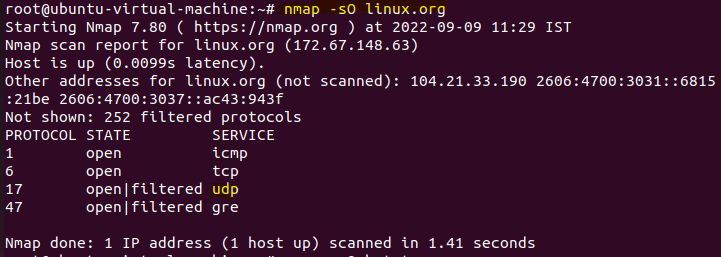 root@ubuntu-virtual-machine:~# nmap -sO linux.org
Starting Nmap 7.80 ( https://nmap.org ) at 2022-09-09 11:29 IST
Nmap scan report for linux.org (172.67.148.63)
Host is up (0.0099s latency).
Other addresses for linux.org (not scanned): 104.21.33.190 2606:4700:3031::6815
:21be 2606:4700:3037::ac43:943f
Not shown: 252 filtered protocols
PROTOCOL STATE         SERVICE
1        open          icmp
6        open          tcp
17       open|filtered udp
47       open|filtered gre
Nmap done: 1 IP address (1 host up) scanned in 1.41 seconds